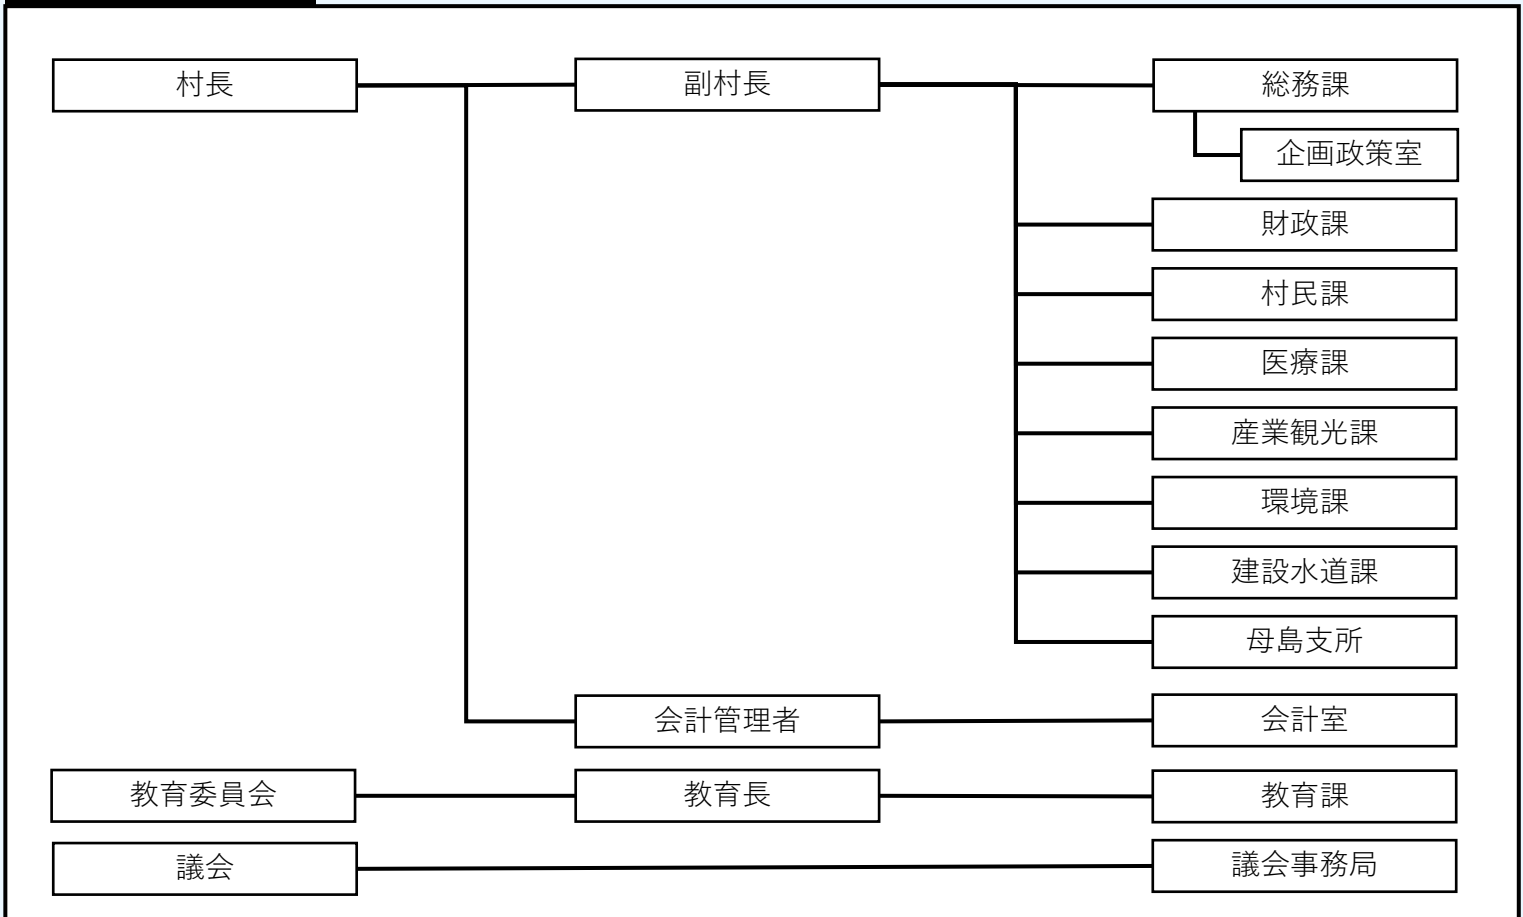 村長
副村長
総務課
企画政策室
財政課
村民課
医療課
産業観光課
環境課
建設水道課
母島支所
会計管理者
会計室
教育委員会
教育長
教育課
議会
議会事務局